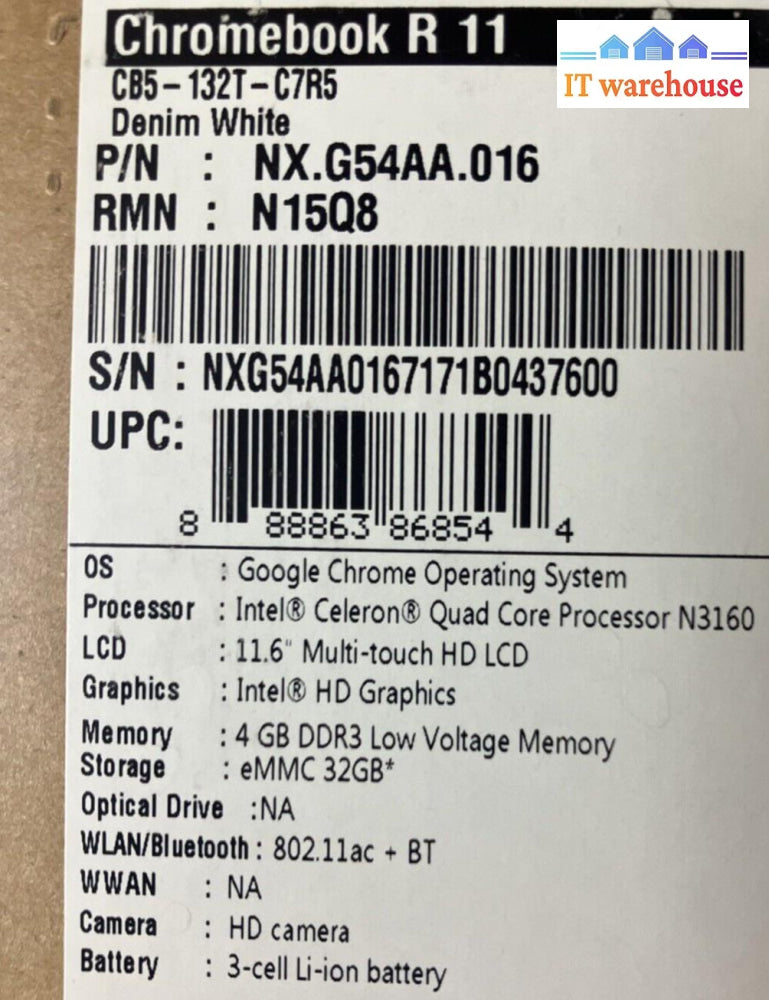 Chromebook R 11
IT warehouse
CB5-132T-C7R5
Denim White
P/N : NX.G54AA.016
RMN : N15Q8
S/N : NXG54AA0167171B0437600
UPC:
8 88863 86854 4
OS : Google Chrome Operating System
Processor : Intel® Celeron® Quad Core Processor N3160
LCD : 11.6" Multi-touch HD LCD
Graphics : Intel® HD Graphics
Memory : 4 GB DDR3 Low Voltage Memory
Storage : eMMC 32GB*
Optical Drive :NA
WLAN/Bluetooth : 802.11ac + BT
WWAN : NA
Camera : HD camera
Battery : 3-cell Li-ion battery